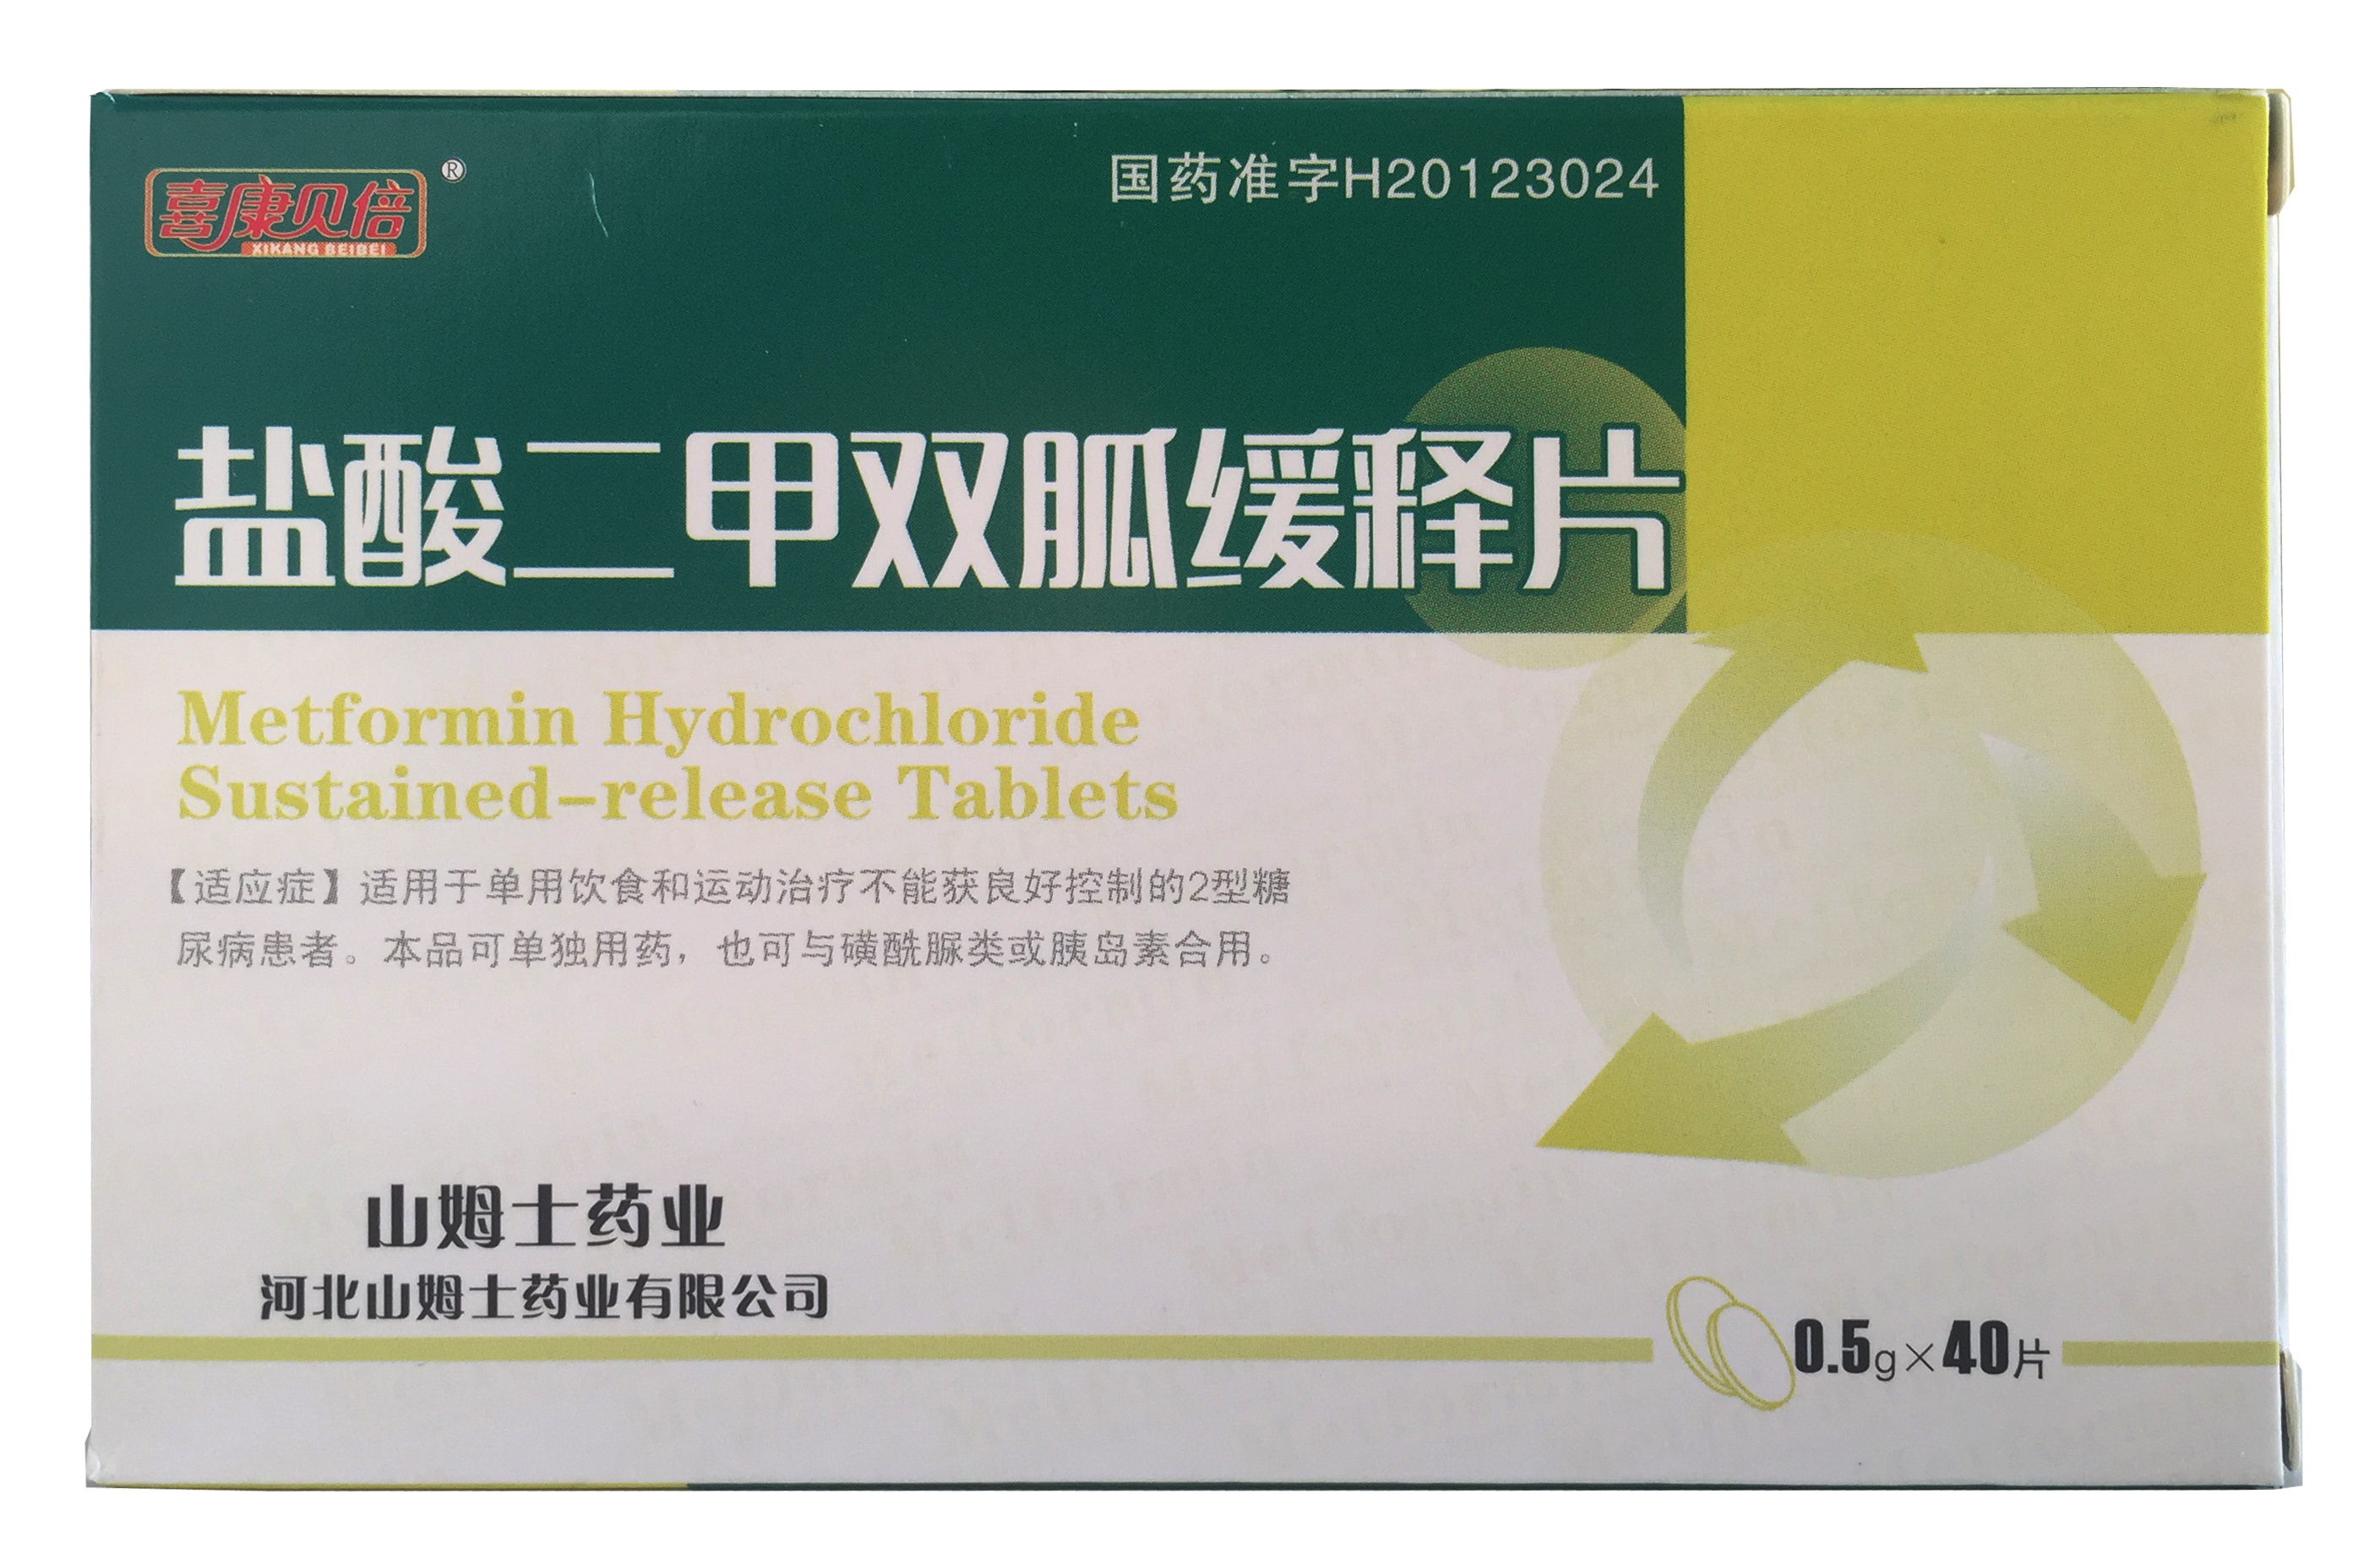 喜康贝倍®
XIKANG BEIBEI
国药准字H20123024
盐酸二甲双胍缓释片
Metformin Hydrochloride
Sustained-release Tablets
【适应症】适用于单用饮食和运动治疗不能获良好控制的2型糖
尿病患者。本品可单独用药，也可与磺酰脲类或胰岛素合用。
山姆士药业
河北山姆士药业有限公司
0.5g×40片